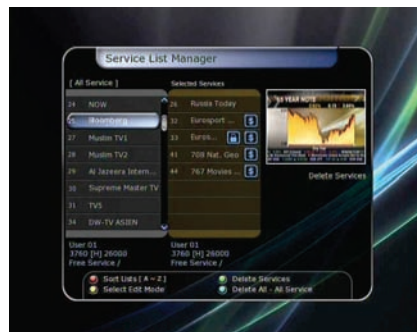 Service List Manager
[ All Service ]
Selected Services
24 NOW
25 Bloomberg
27 Muslim TV1
28 Muslim TV2
29 Al Jazeera Intern...
30 Supreme Master TV
31 TV5
34 DW-TV ASIEN
26 Russia Today
32 Eurosport ... $
33 Euros... $
41 708 Nat. Geo $
44 767 Movies ... $
YEAR NOTE
Delete Services
User 01
3760 [H] 26000
Free Service /
User 01
3760 [H] 26000
Free Service /
Sort Lists [ A - Z ]
Select Edit Mode
Delete Services
Delete All - All Service